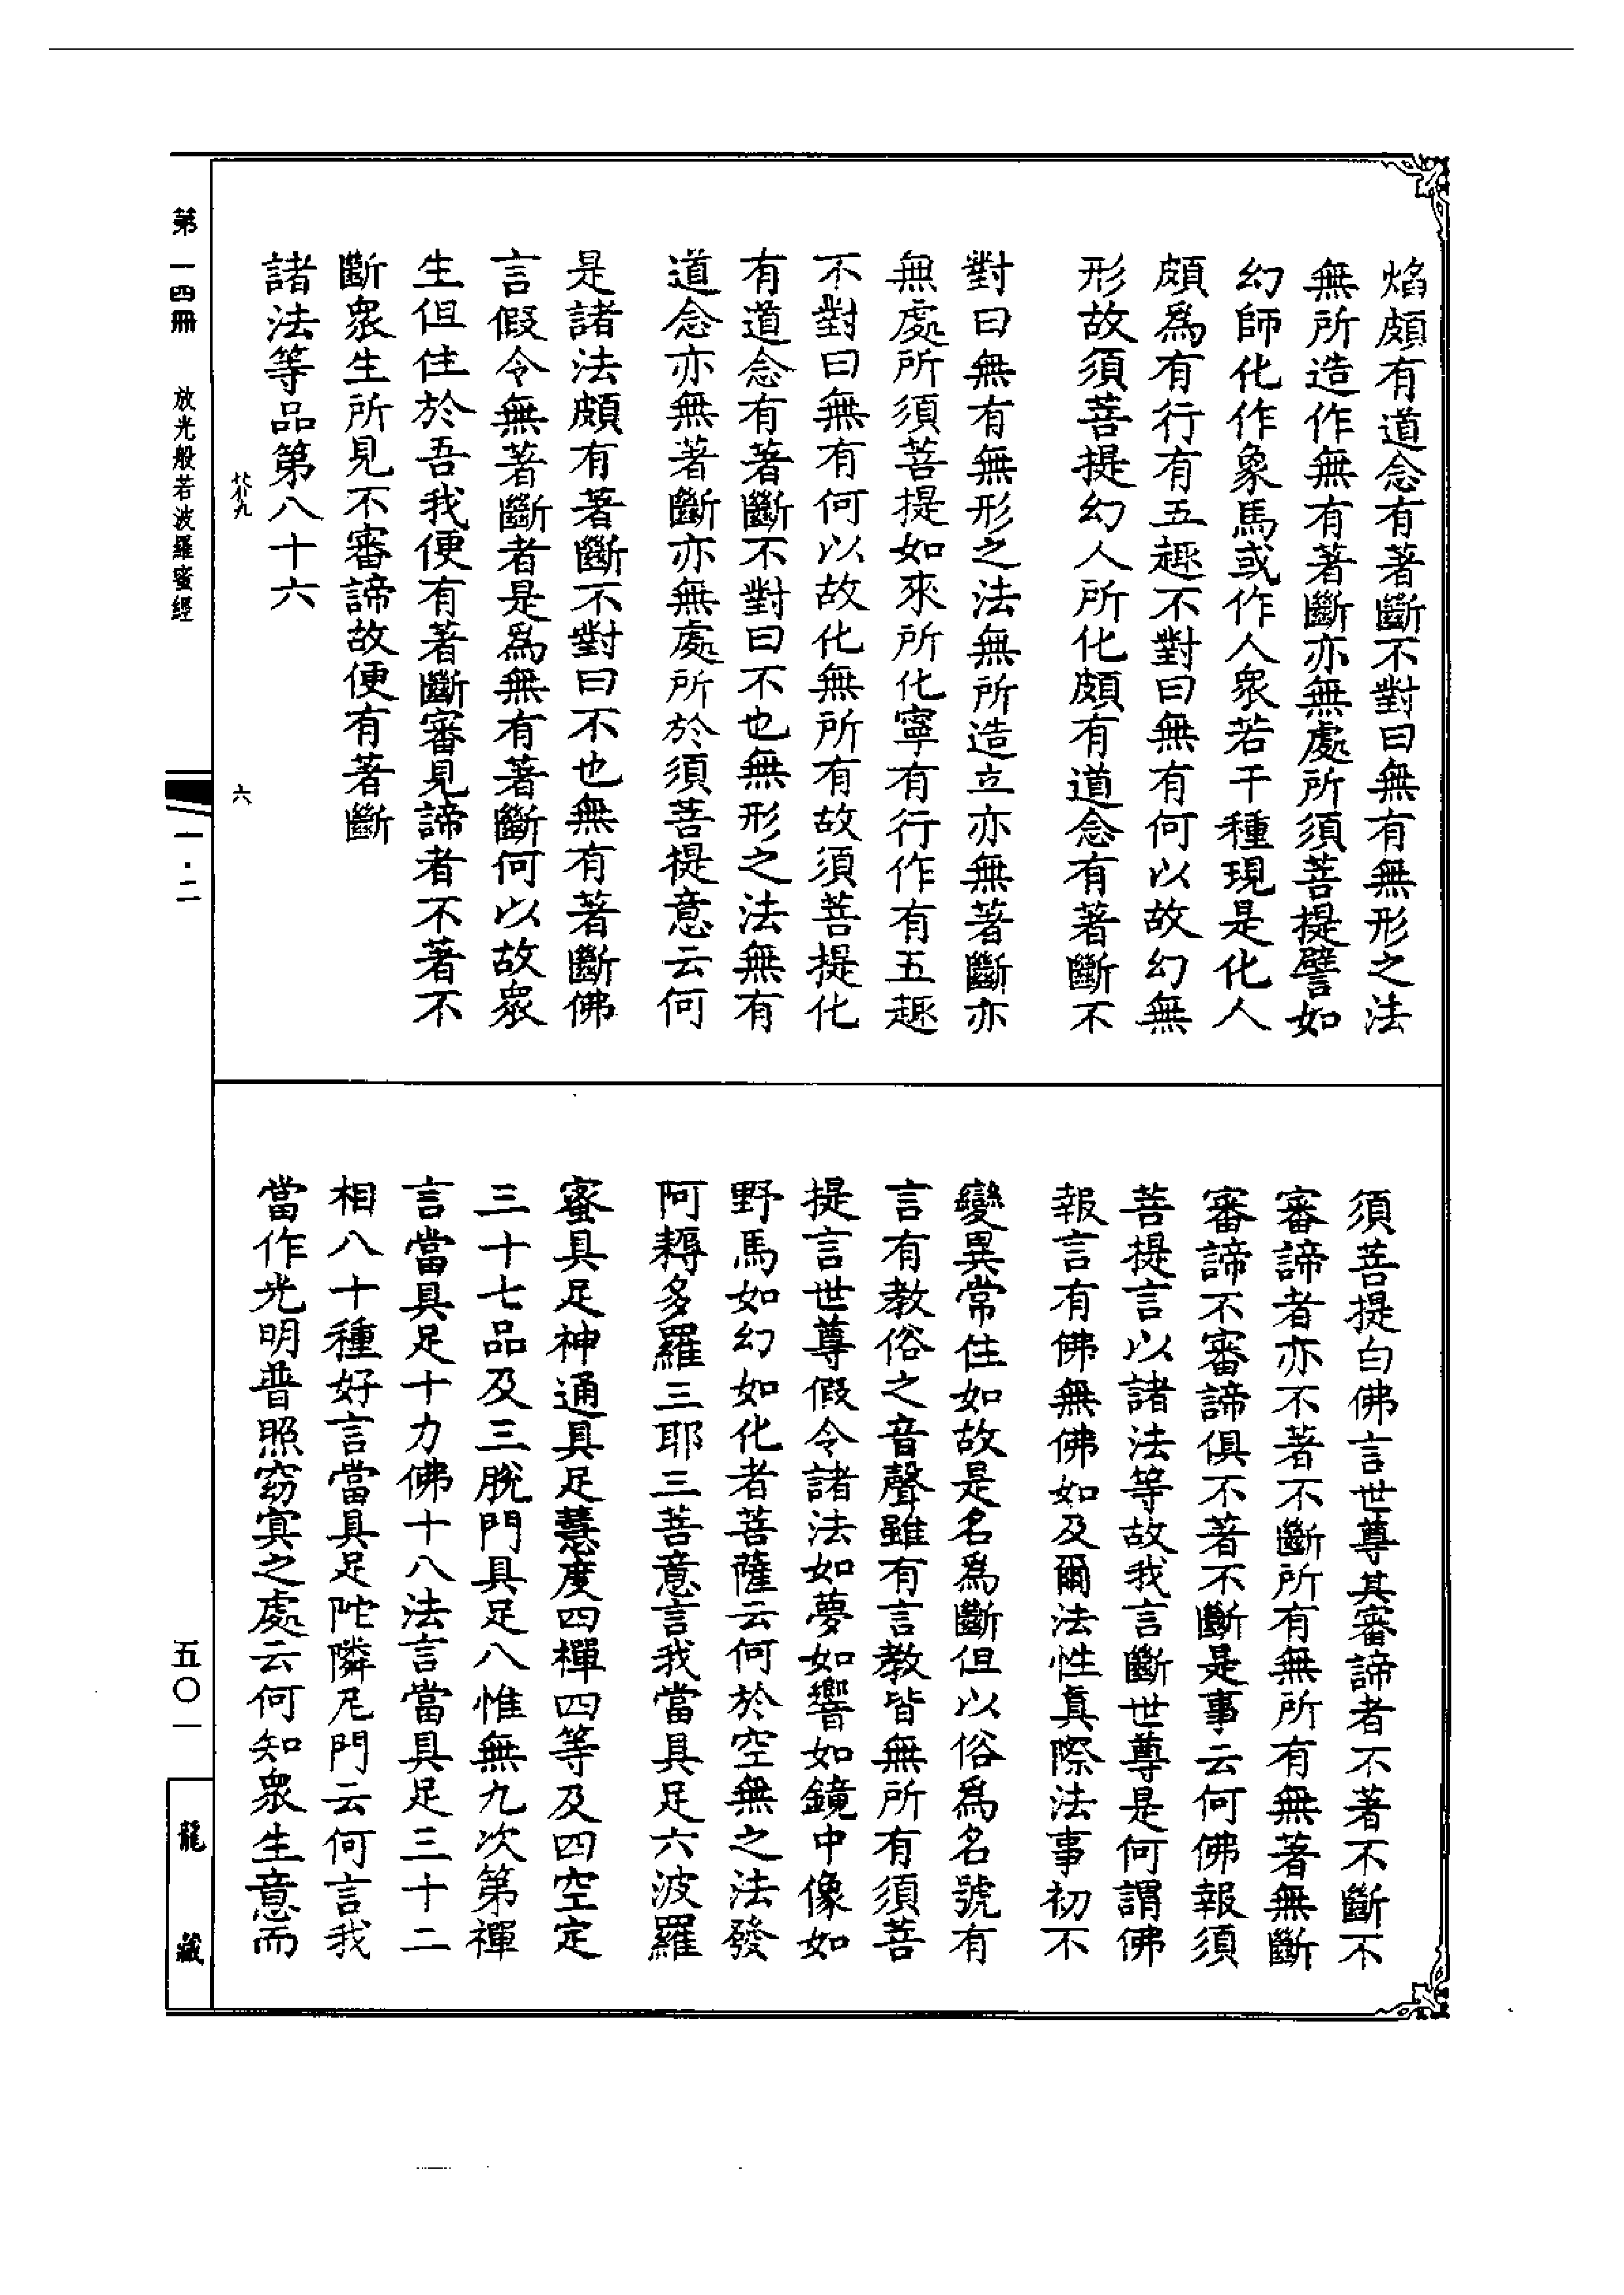 焰頗有道念有著斷不對曰無有無形之法
無所造作無有著斷亦無處所須菩提譬如
幻師化作象馬或作人衆若干種現是化人
頗爲有行有五趣不對曰無有何以故幻無
形故須菩提幻人所化頗有道念有著斷不
對曰無有無形之法無所造立亦無著斷亦
無處所須菩提如來所化寧有行作有五趣
不對曰無有何以故化無所有故須菩提化
有道念有著斷不對曰不也無形之法無有
道念亦無著斷亦無處所於須菩提意云何
是諸法頗有著斷不對曰不也無有著斷佛
言假令無著斷者是爲無有著斷何以故衆
生但住於吾我便有著斷審見諦者不著不
斷衆生所見不審諦故便有著斷
諸法等品第八十六
六
須菩提白佛言世尊其審諦者不著不斷不
審諦者亦不著不斷所有無所有無著無斷
審諦不審諦俱不著不斷是事云何佛報須
菩提言以諸法等故我言斷世尊是何謂佛
報言有佛無佛如及爾法性真際法事初不
變異常住如故是名爲斷但以俗爲名號有
言有教俗之音聲雖有言教皆無所有須菩
提言世尊假令諸法如夢如響如鏡中像如
野馬如幻如化者菩薩云何於空無之法發
阿耨多羅三耶三菩意言我當具足六波羅
蜜具足神通具足慧度四禪四等及四空定
三十七品及三脫門具足八惟無九次第禪
言當具足十力佛十八法言當具足三十二
相八十種好言當具足陀隣尼門云何言我
當作光明普照窈冥之處云何知衆生意而
第一四冊 放光般若波羅蜜經
一·二
五〇一
龍藏